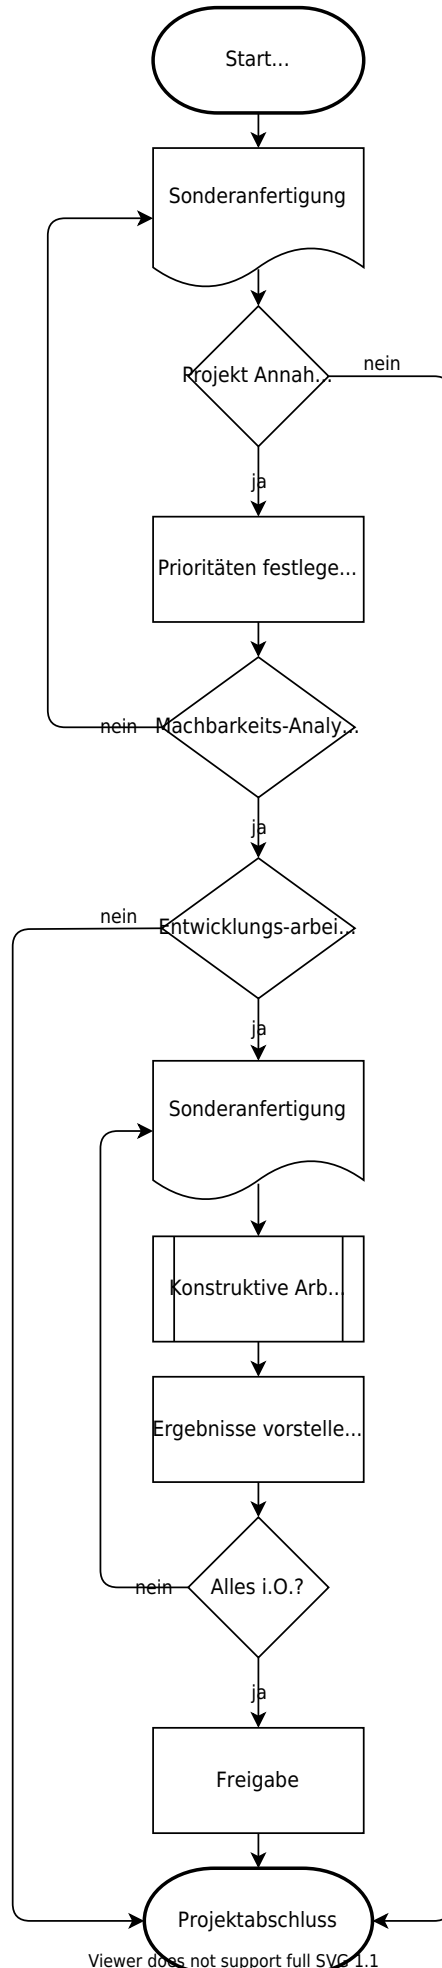 Start...
Sonderanfertigung
Projekt Annah...
nein
ja
Prioritäten festlege...
Machbarkeits-Analy...
nein
ja
nein
Entwicklungs-arbei...
ja
Sonderanfertigung
Konstruktive Arb...
Ergebnisse vorstelle...
nein
Alles i.O.?
ja
Freigabe
Projektabschluss
Viewer does not support full SVG 1.1